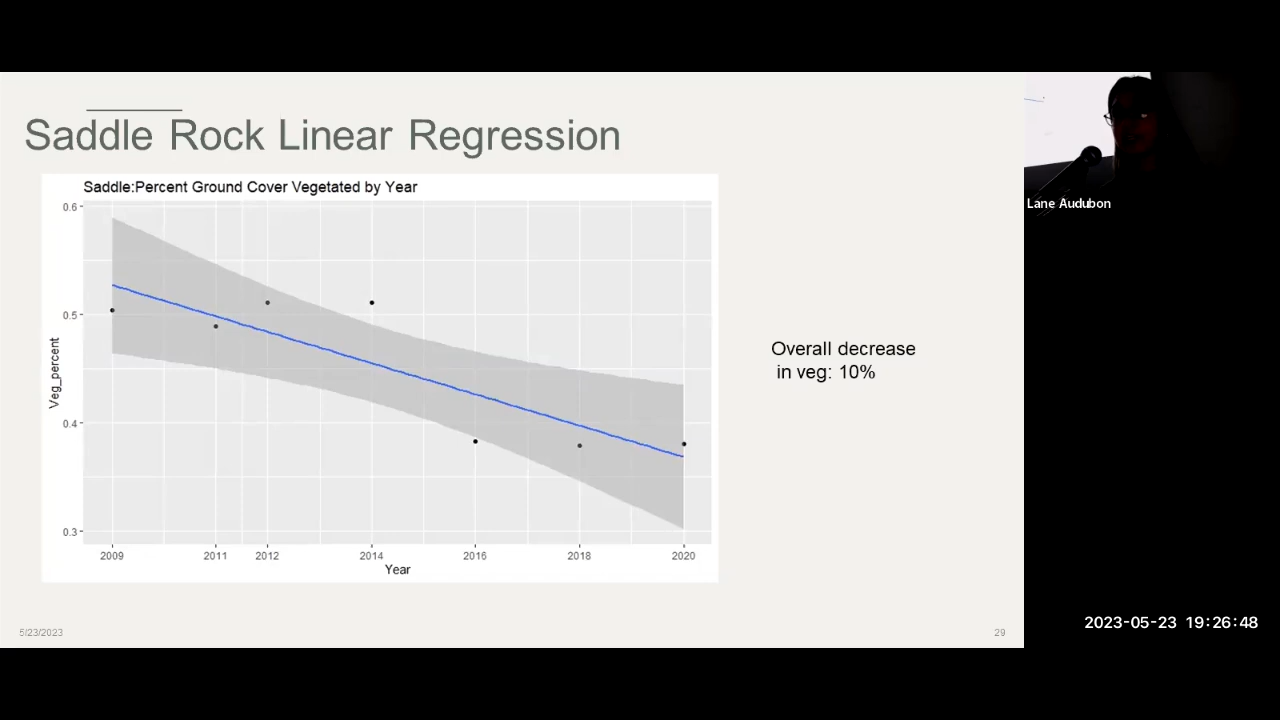 Saddle Rock Linear Regression
Saddle:Percent Ground Cover Vegetated by Year
0.6
0.5
0.4
0.3
Veg_percent
2009 2011 2012 2014 2016 2018 2020
Year
Overall decrease
in veg: 10%
5/23/2023
29
Lane Audubon
2023-05-23 19:26:48